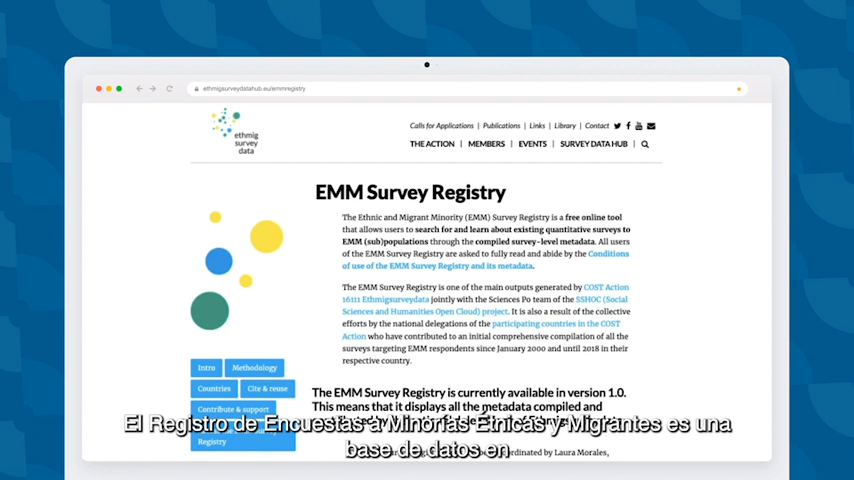 ethmigsurveydatahub.eu/emmregistry
ethmig
survey
data
Calls for Applications | Publications | Links | Library | Contact
THE ACTION | MEMBERS | EVENTS | SURVEY DATA HUB |
EMM Survey Registry
The Ethnic and Migrant Minority (EMM) Survey Registry is a free online tool
that allows users to search for and learn about existing quantitative surveys to
EMM (sub)populations through the compiled survey-level metadata. All users
of the EMM Survey Registry are asked to fully read and abide by the Conditions
of use of the EMM Survey Registry and its metadata.
The EMM Survey Registry is one of the main outputs generated by COST Action
16111 Ethmigsurveydata jointly with the Sciences Po team of the SSHOC (Social
Sciences and Humanities Open Cloud) project. It is also a result of the collective
efforts by the national delegations of the participating countries in the COST
Action who have contributed to an initial comprehensive compilation of all the
surveys targeting EMM respondents since January 2000 and until 2018 in their
respective country.
Intro
Methodology
Countries
Cite & reuse
Contribute & support
Registry
The EMM Survey Registry is currently available in version 1.0.
This means that it displays all the metadata compiled and
El Registro de Encuestas a Minorías Étnicas y Migrantes es una
base de datos en
by Laura Morales,